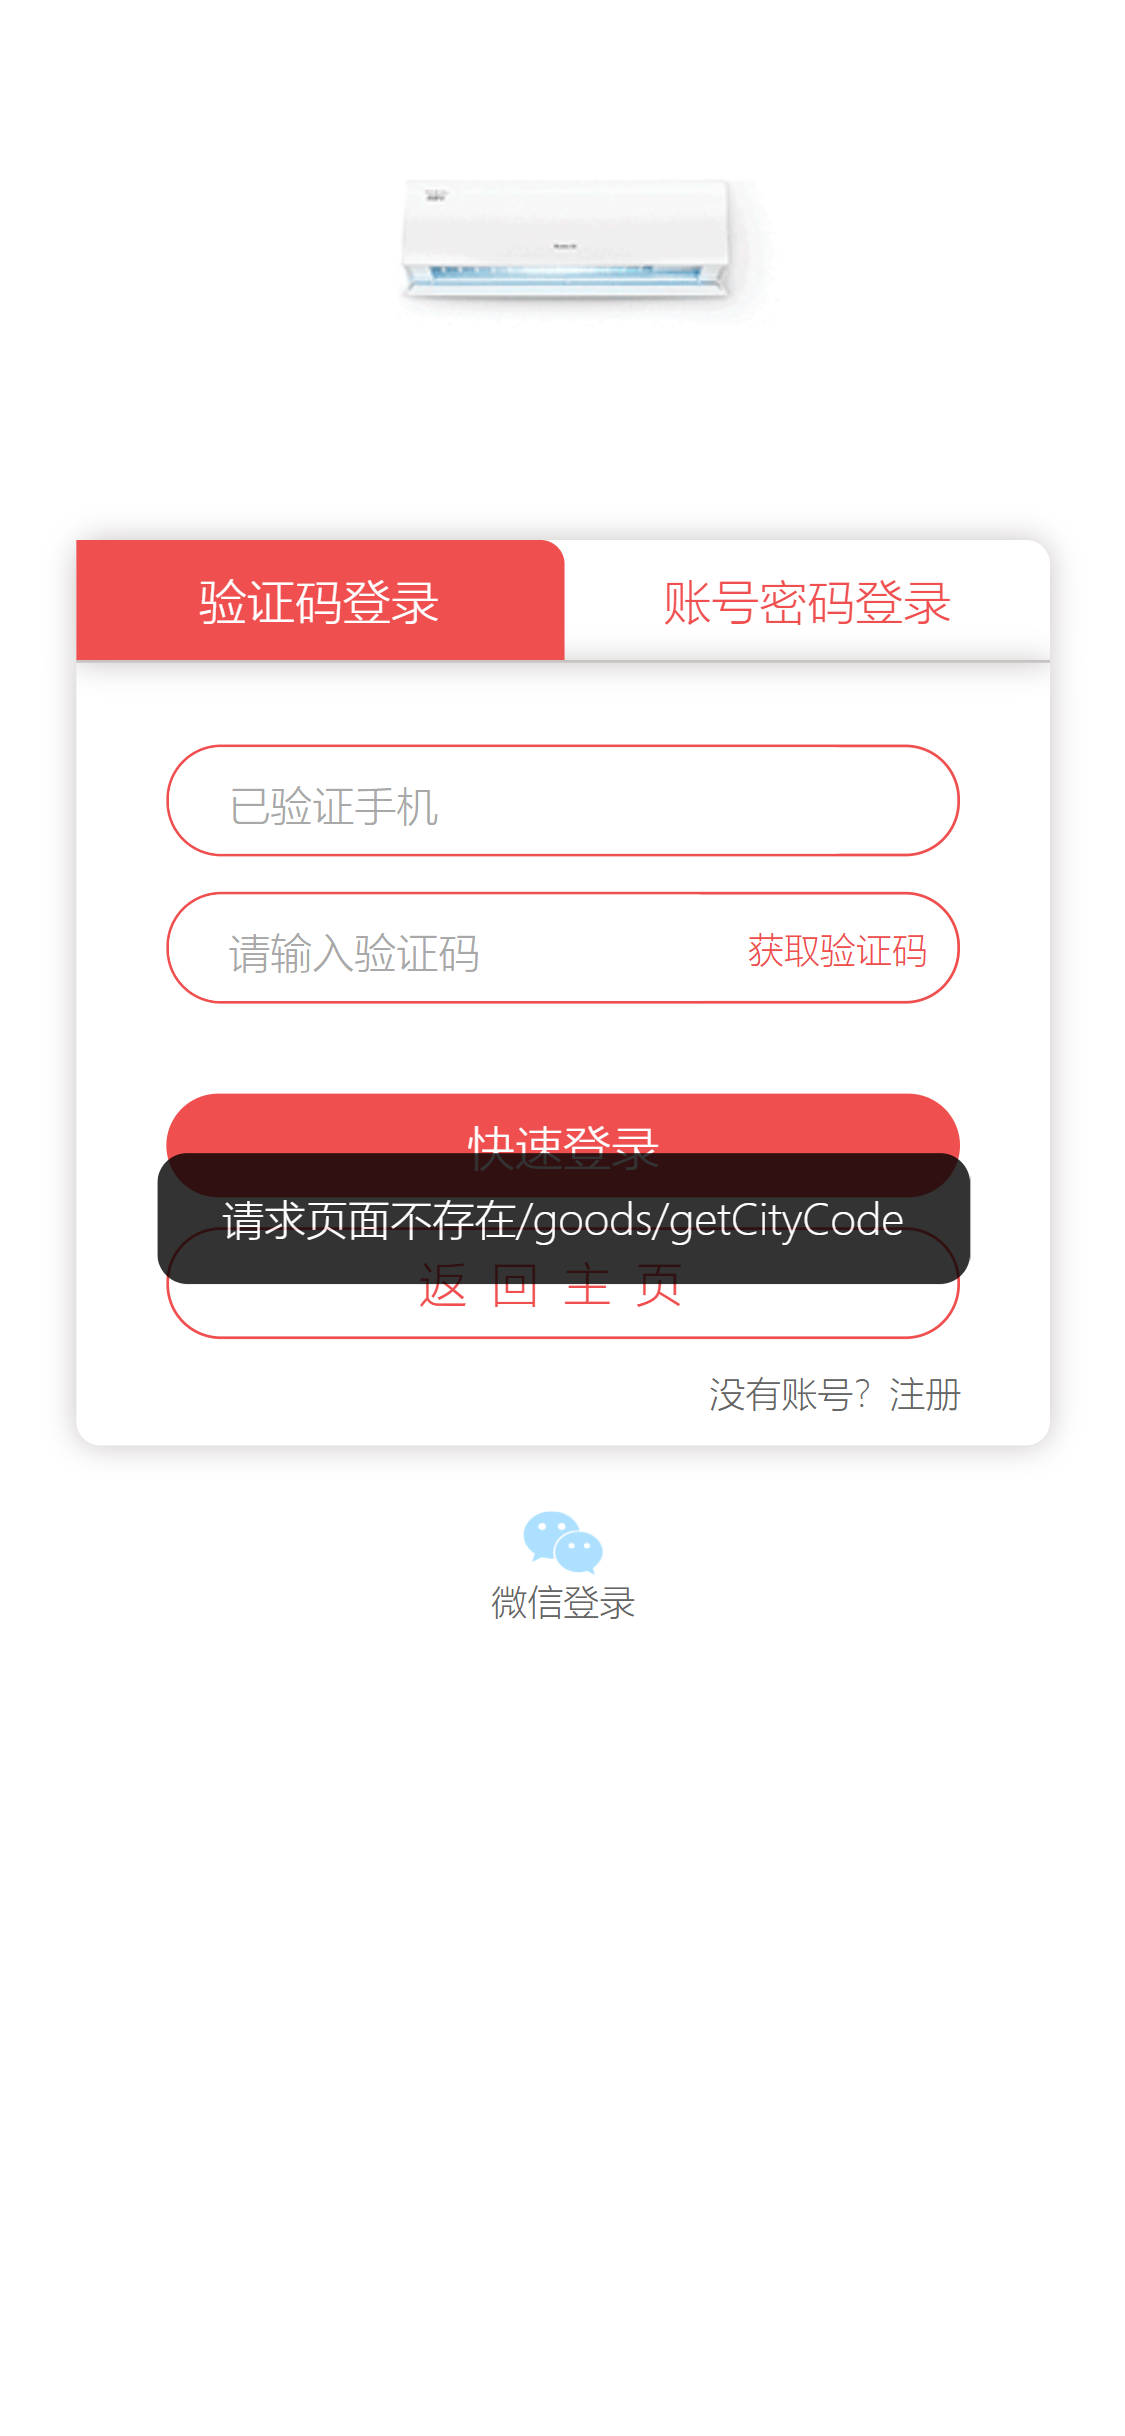 验证码登录
账号密码登录
已验证手机
请输入验证码
获取验证码
快速登录
请求页面不存在/goods/getCityCode
返回主页
没有账号？注册
微信登录